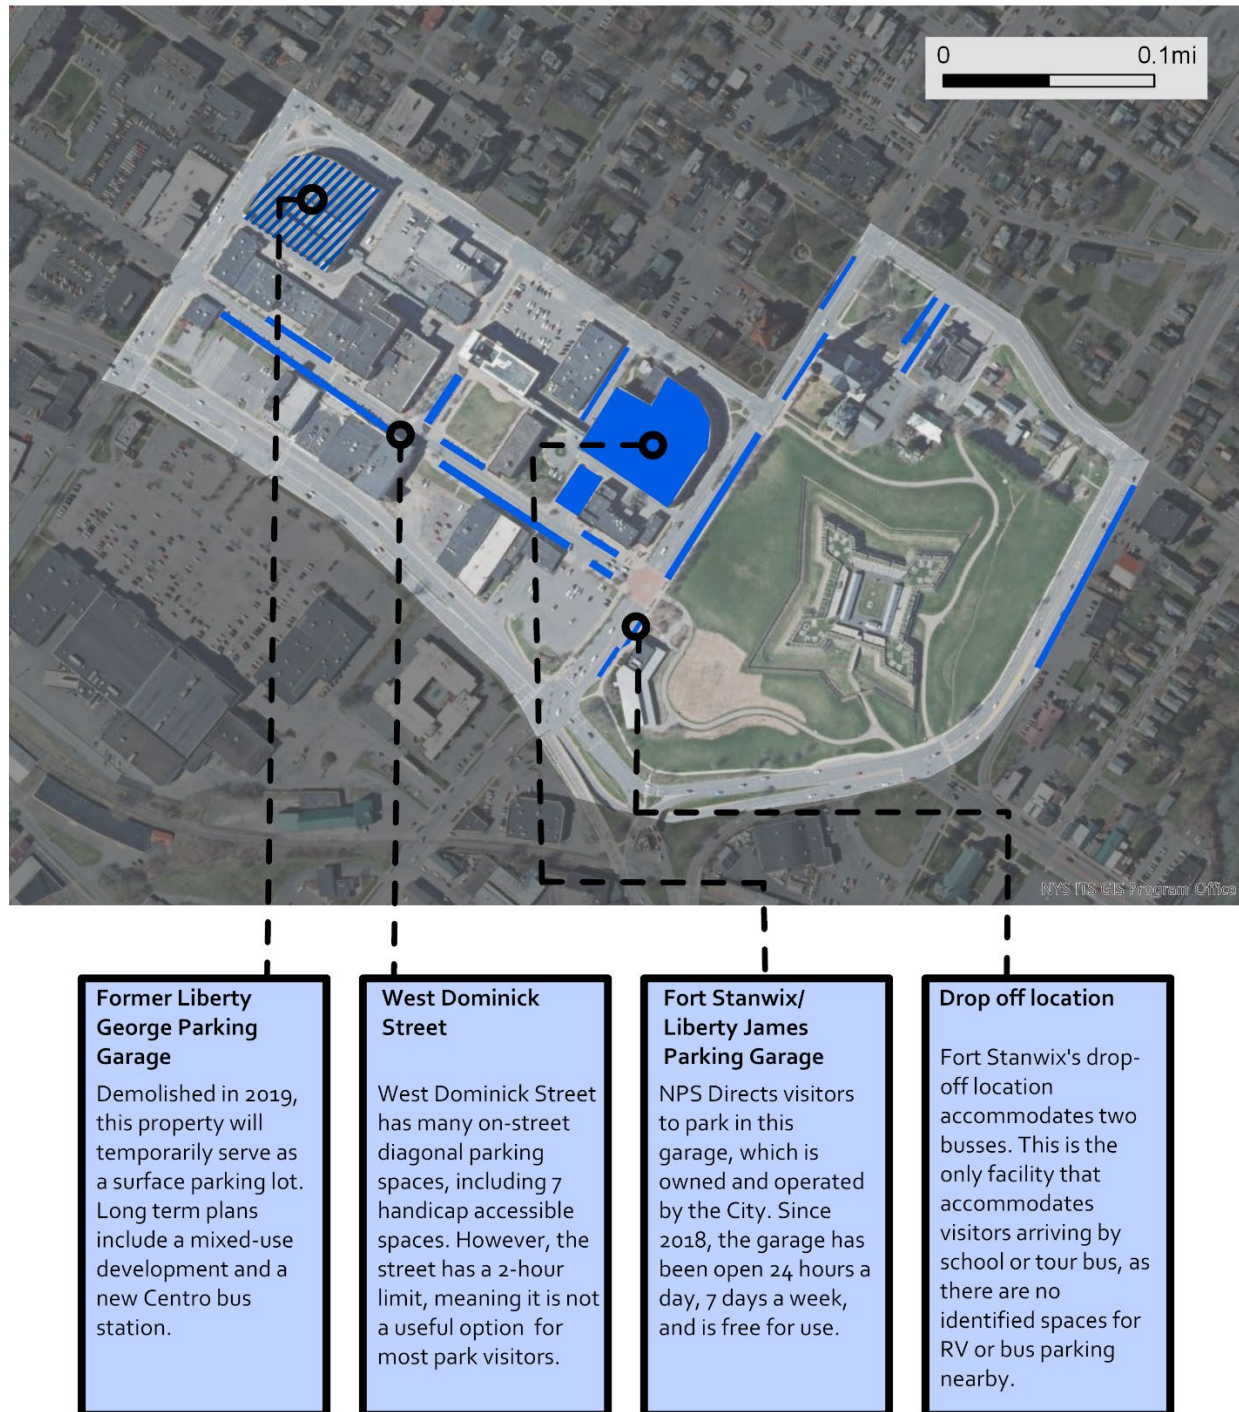 0 0.1mi
NYS ITS GIS Program Office
Former Liberty
George Parking
Garage
Demolished in 2019,
this property will
temporarily serve as
a surface parking lot.
Long term plans
include a mixed-use
development and a
new Centro bus
station.
West Dominick
Street
West Dominick Street
has many on-street
diagonal parking
spaces, including 7
handicap accessible
spaces. However, the
street has a 2-hour
limit, meaning it is not
a useful option for
most park visitors.
Fort Stanwix/
Liberty James
Parking Garage
NPS Directs visitors
to park in this
garage, which is
owned and operated
by the City. Since
2018, the garage has
been open 24 hours a
day, 7 days a week,
and is free for use.
Drop off location
Fort Stanwix's drop-
off location
accommodates two
busses. This is the
only facility that
accommodates
visitors arriving by
school or tour bus, as
there are no
identified spaces for
RV or bus parking
nearby.